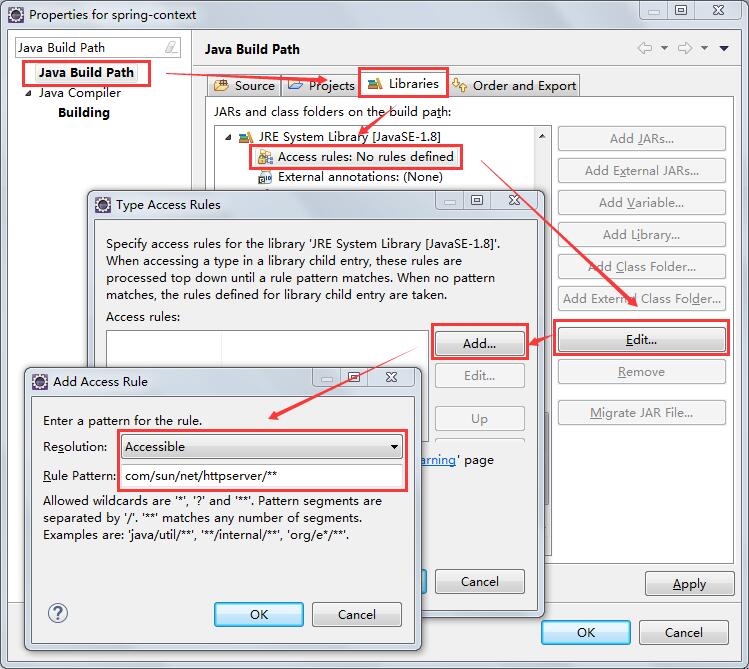 Properties for spring-context
Java Build Path
Java Build Path
Java Compiler
Building
Java Build Path
Source
Projects
Libraries
Order and Export
JARs and class folders on the build path:
JRE System Library [JavaSE-1.8]
Access rules: No rules defined
External annotations: (None)
Add JARs...
Add External JARs...
Add Variable...
Add Library...
Add Class Folder...
Add External Class Folder...
Edit...
Remove
Migrate JAR File...
Apply
OK
Cancel
Type Access Rules
Specify access rules for the library 'JRE System Library [JavaSE-1.8]'.
When accessing a type in a library child entry, these rules are
processed top down until a rule pattern matches. When no pattern
matches, the rules defined for library child entry are taken.
Access rules:
Add...
Edit...
Up
arning' page
Cancel
Add Access Rule
Enter a pattern for the rule.
Resolution:
Accessible
Rule Pattern:
com/sun/net/httpserver/**
Allowed wildcards are '*', '?' and '**'. Pattern segments are
separated by '/'. '**' matches any number of segments.
Examples are: 'java/util/**', '**/internal/**', 'org/e*/**'.
?
OK
Cancel